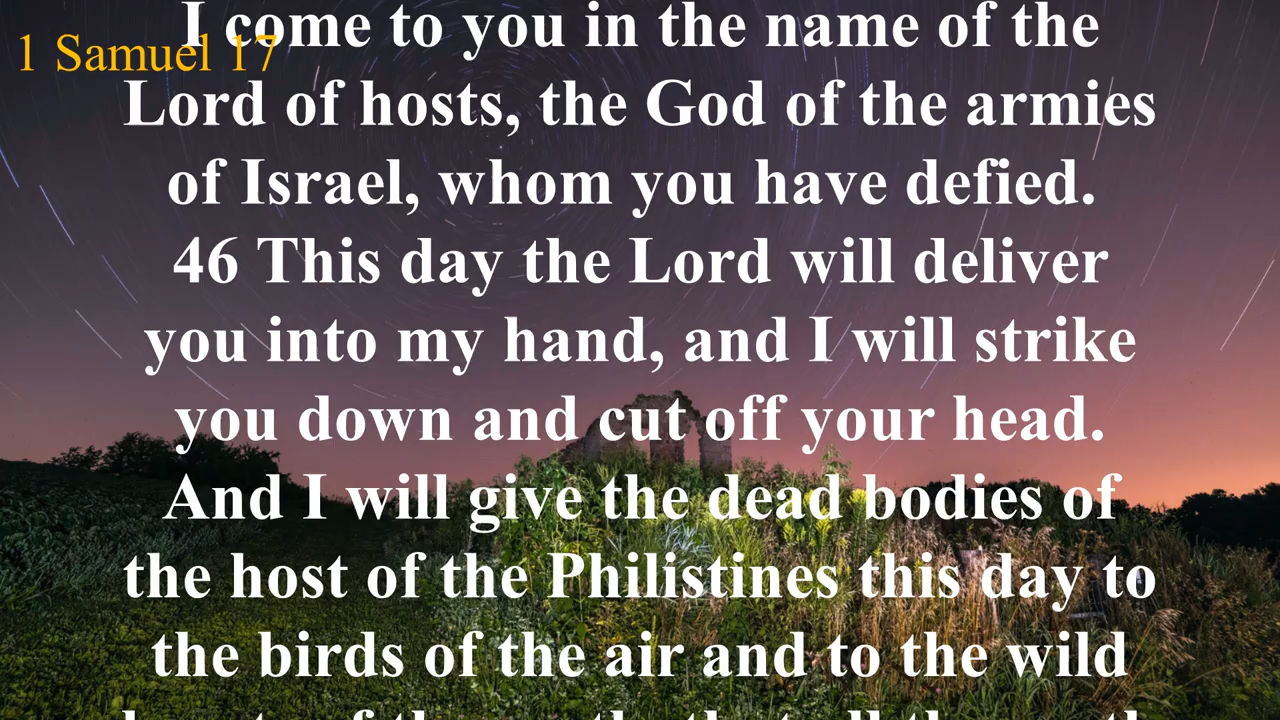 1 Samuel 17
I come to you in the name of the
Lord of hosts, the God of the armies
of Israel, whom you have defied.
46 This day the Lord will deliver
you into my hand, and I will strike
you down and cut off your head.
And I will give the dead bodies of
the host of the Philistines this day to
the birds of the air and to the wild